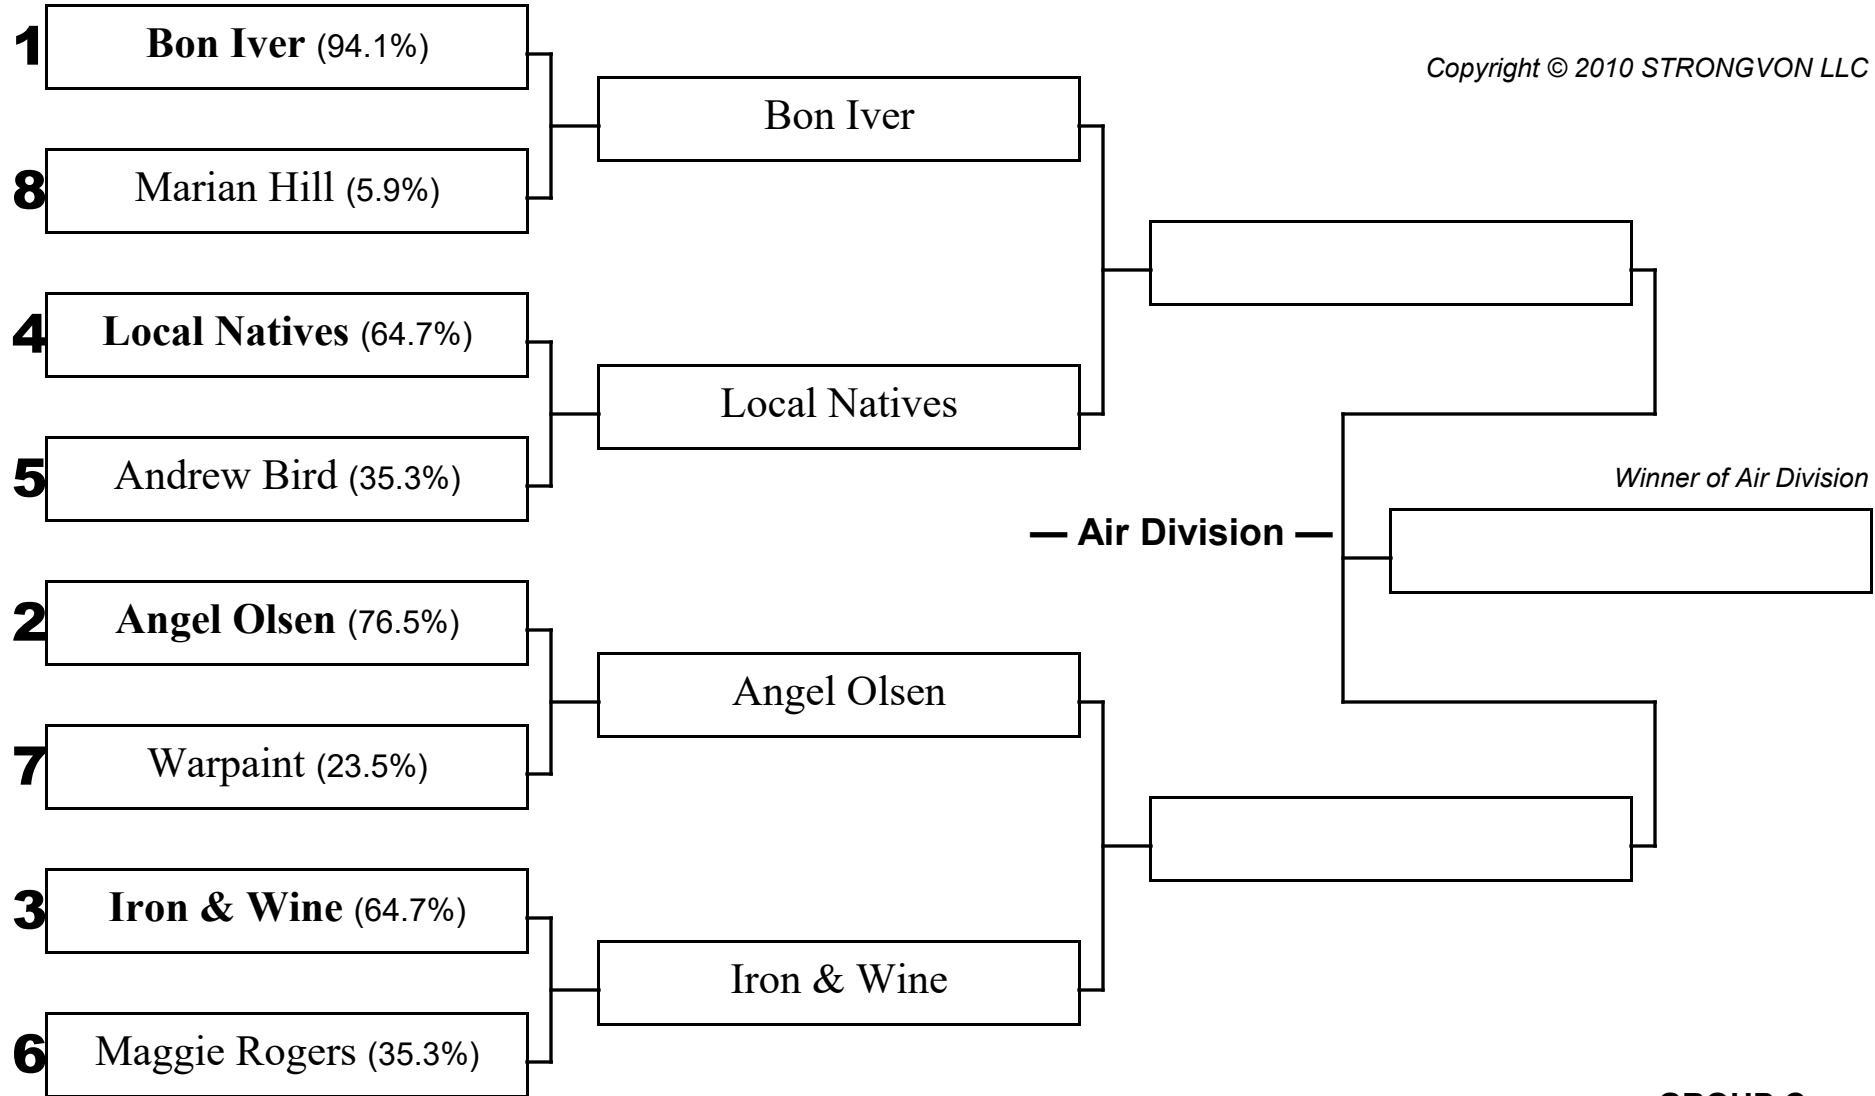 1 Bon Iver (94.1%)
Copyright © 2010 STRONGVON LLC
Bon Iver
8 Marian Hill (5.9%)
4 Local Natives (64.7%)
Local Natives
5 Andrew Bird (35.3%)
Winner of Air Division
— Air Division —
2 Angel Olsen (76.5%)
Angel Olsen
7 Warpaint (23.5%)
3 Iron & Wine (64.7%)
Iron & Wine
6 Maggie Rogers (35.3%)